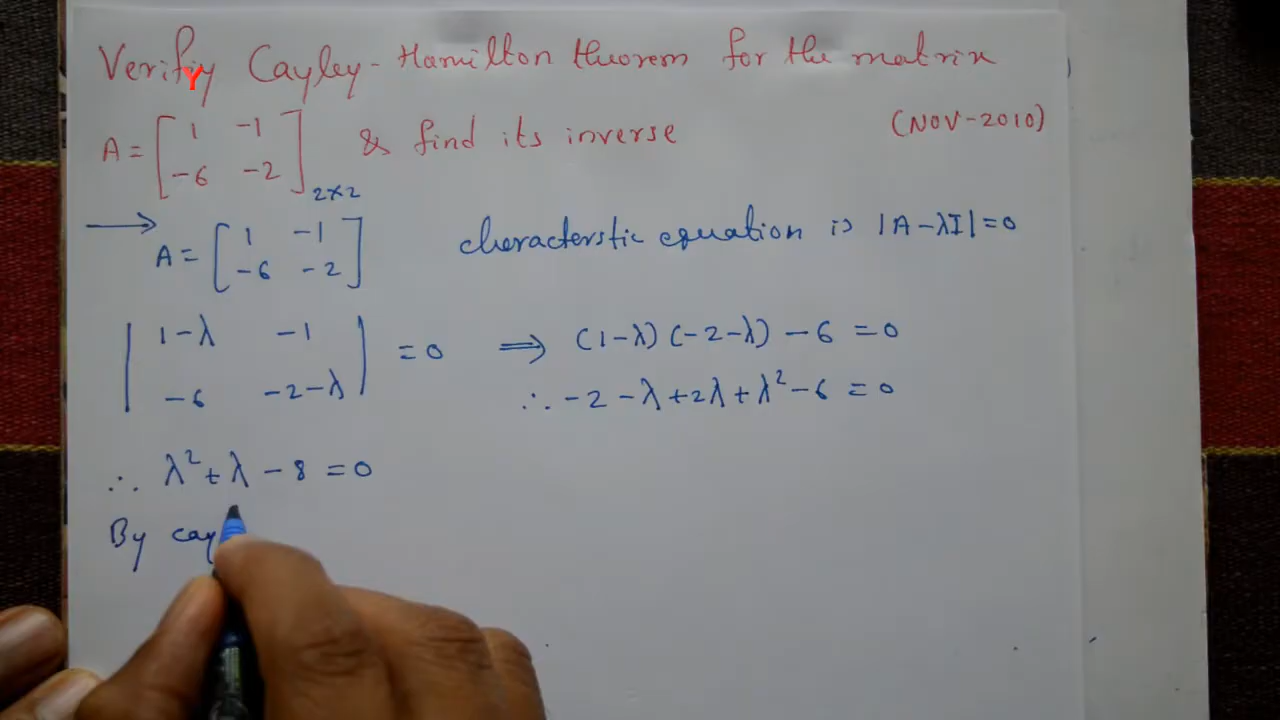 Verify Cayley-Hamilton theorem for the matrix
A = [1 -1; -6 -2] & find its inverse (NOV-2010)
2×2
→ A = [1 -1; -6 -2] characterstic equation is |A-λI|=0
|1-λ -1; -6 -2-λ| = 0 ⟹ (1-λ)(-2-λ)-6 = 0
∴ -2-λ+2λ+λ²-6 = 0
∴ λ²+λ-8 = 0
By cay